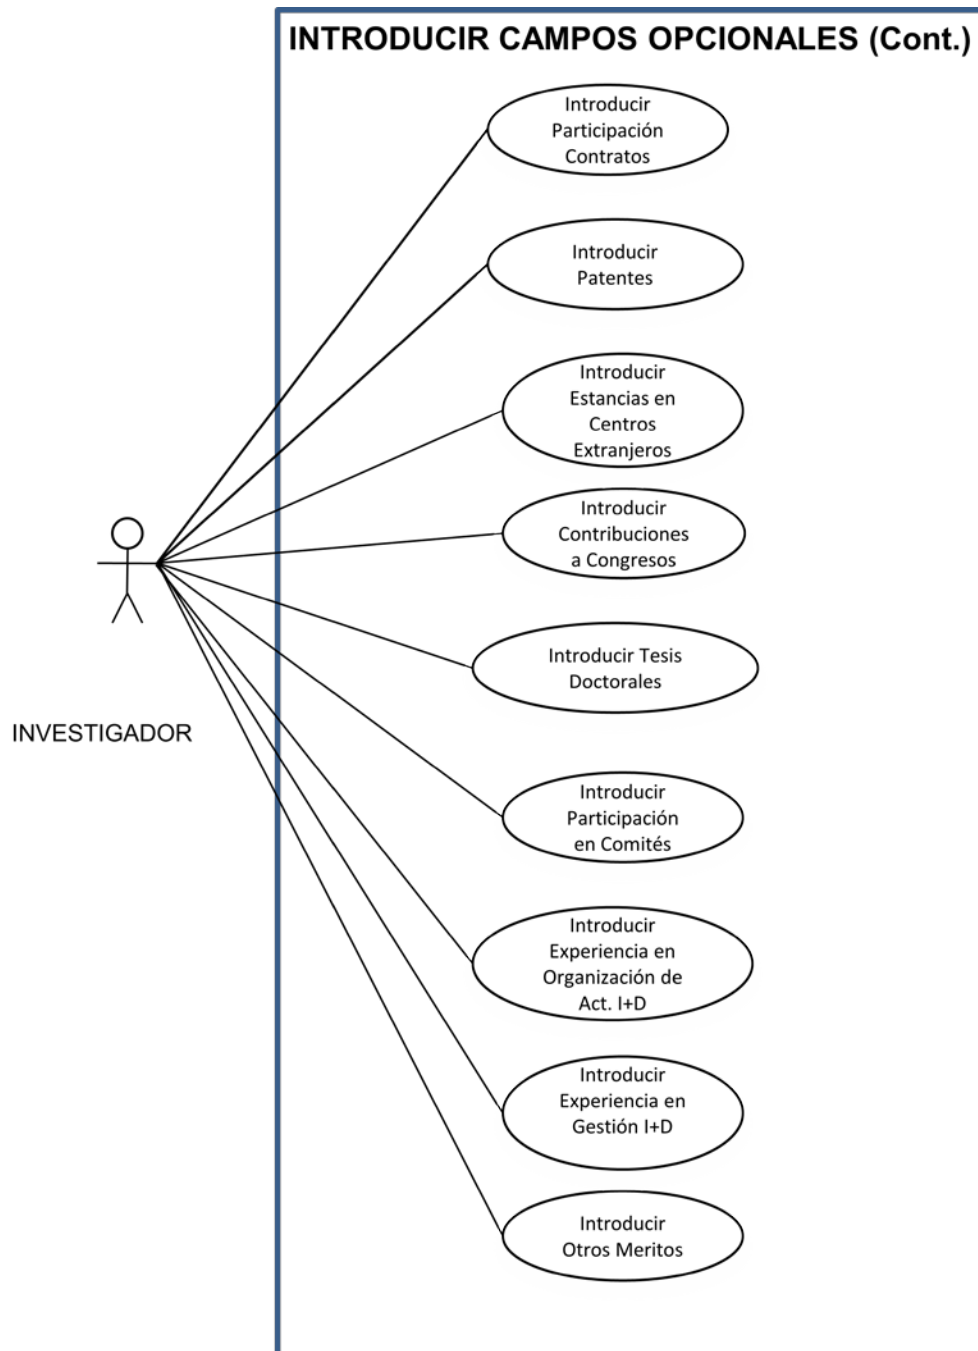 INTRODUCIR CAMPOS OPCIONALES (Cont.)
Introducir
Participación
Contratos
Introducir
Patentes
Introducir
Estancias en
Centros
Extranjeros
Introducir
Contribuciones
a Congresos
Introducir Tesis
Doctorales
INVESTIGADOR
Introducir
Participación
en Comités
Introducir
Experiencia en
Organización de
Act. I+D
Introducir
Experiencia en
Gestión I+D
Introducir
Otros Meritos